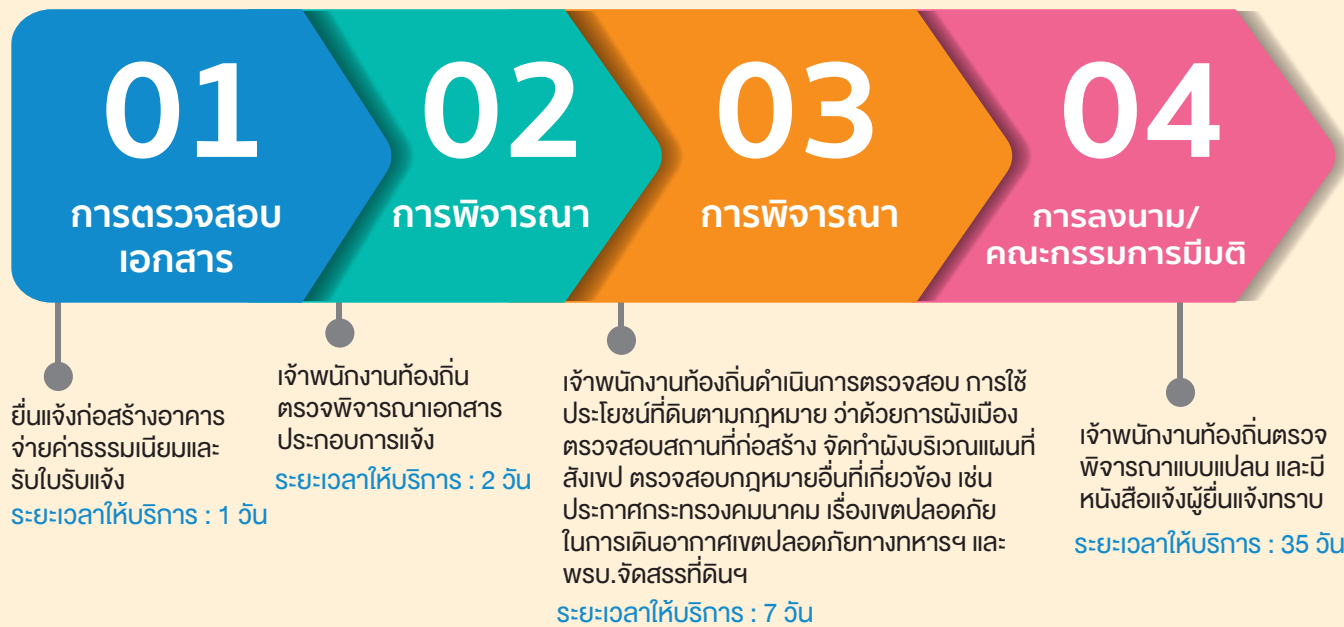 01
การตรวจสอบ
เอกสาร
02
การพิจารณา
03
การพิจารณา
04
การลงนาม/
คณะกรรมการมีมติ
ยื่นแจ้งก่อสร้างอาคาร
จ่ายค่าธรรมเนียมและ
รับใบรับแจ้ง
ระยะเวลาให้บริการ : 1 วัน
เจ้าพนักงานท้องถิ่น
ตรวจพิจารณาเอกสาร
ประกอบการแจ้ง
ระยะเวลาให้บริการ : 2 วัน
เจ้าพนักงานท้องถิ่นดำเนินการตรวจสอบ การใช้
ประโยชน์ที่ดินตามกฎหมาย ว่าด้วยการผังเมือง
ตรวจสอบสถานที่ก่อสร้าง จัดทำผังบริเวณแผนที่
สังเขป ตรวจสอบกฎหมายอื่นที่เกี่ยวข้อง เช่น
ประกาศกระทรวงคมนาคม เรื่องเขตปลอดภัย
ในการเดินอากาศเขตปลอดภัยทางทหารฯ และ
พรบ.จัดสรรที่ดินฯ
ระยะเวลาให้บริการ : 7 วัน
เจ้าพนักงานท้องถิ่นตรวจ
พิจารณาแบบแปลน และมี
หนังสือแจ้งผู้ยื่นแจ้งทราบ
ระยะเวลาให้บริการ : 35 วัน